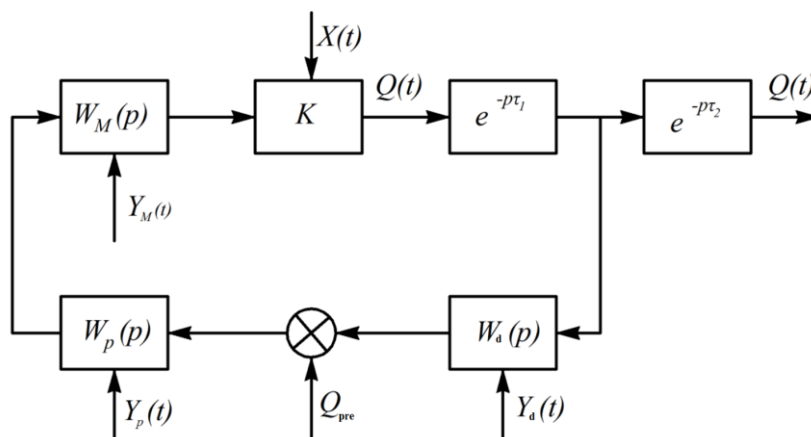 X(t)
W_M(p)
K
Q(t)
e^{-pτ_1}
e^{-pτ_2}
Q(t)
Y_M(t)
W_p(p)
W_d(p)
Y_p(t)
Q_pre
Y_d(t)